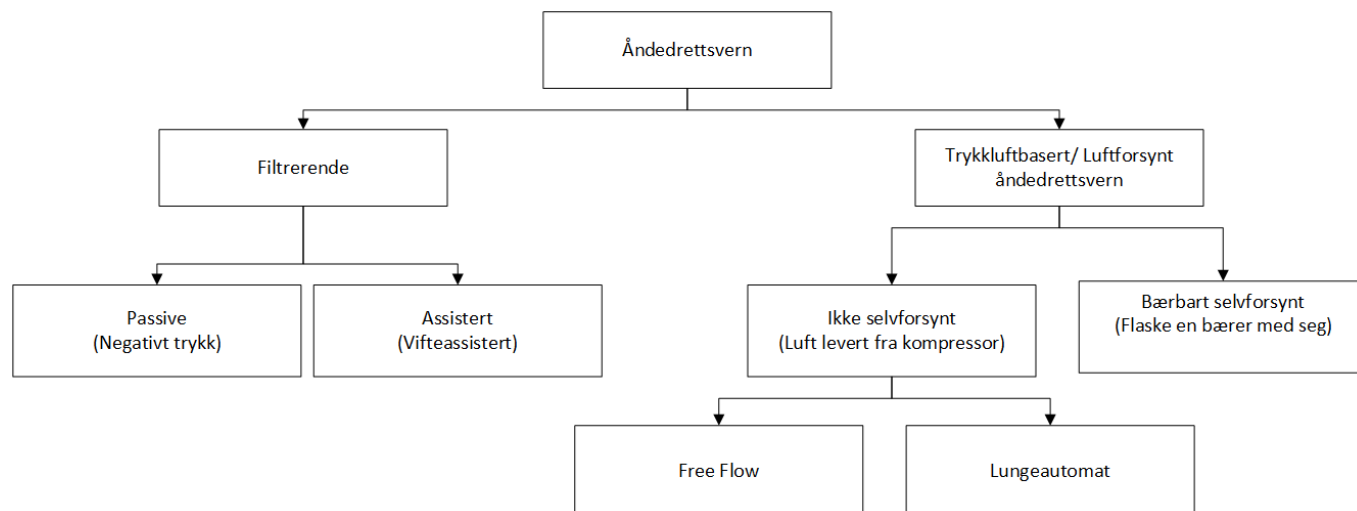 Åndedrettsvern
Filtrerende
Trykkluftbasert/ Luftforsynt
åndedrettsvern
Passive
(Negativt trykk)
Assistert
(Vifteassistert)
Ikke selvforsynt
(Luft levert fra kompressor)
Bærbart selvforsynt
(Flaske en bærer med seg)
Free Flow
Lungeautomat